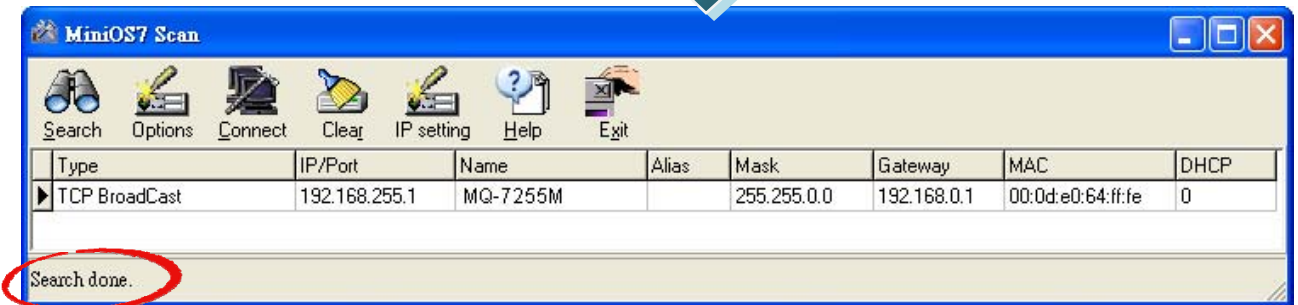 MiniOS7 Scan
Search Options Connect Clear IP setting Help Exit
Type IP/Port Name Alias Mask Gateway MAC DHCP
TCP BroadCast 192.168.255.1 MQ-7255M 255.255.0.0 192.168.0.1 00:0d:e0:64:ff:fe 0
Search done.